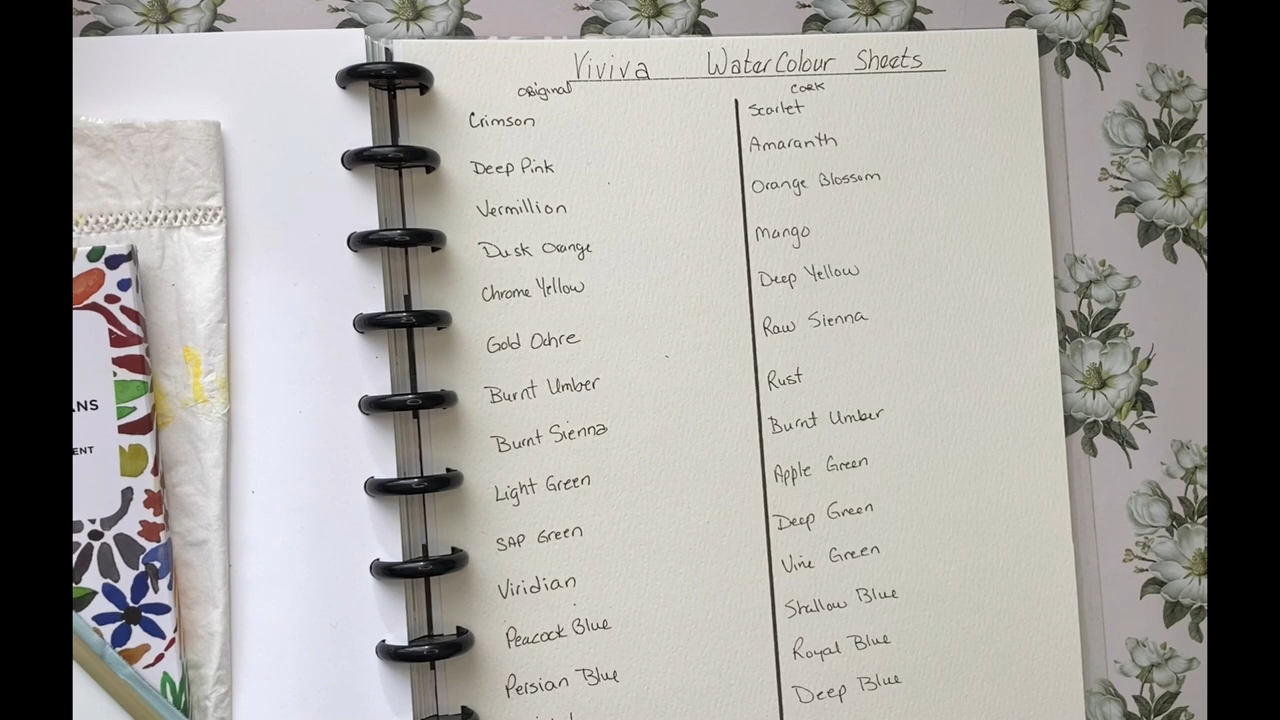 Viviva WaterColour Sheets
Original
Crimson
Deep Pink
Vermillion
Dusk Orange
Chrome Yellow
Gold Ochre
Burnt Umber
Burnt Sienna
Light Green
SAP Green
Viridian
Peacock Blue
Persian Blue
CORK
Scarlet
Amaranth
Orange Blossom
Mango
Deep Yellow
Raw Sienna
Rust
Burnt Umber
Apple Green
Deep Green
Vine Green
Shallow Blue
Royal Blue
Deep Blue